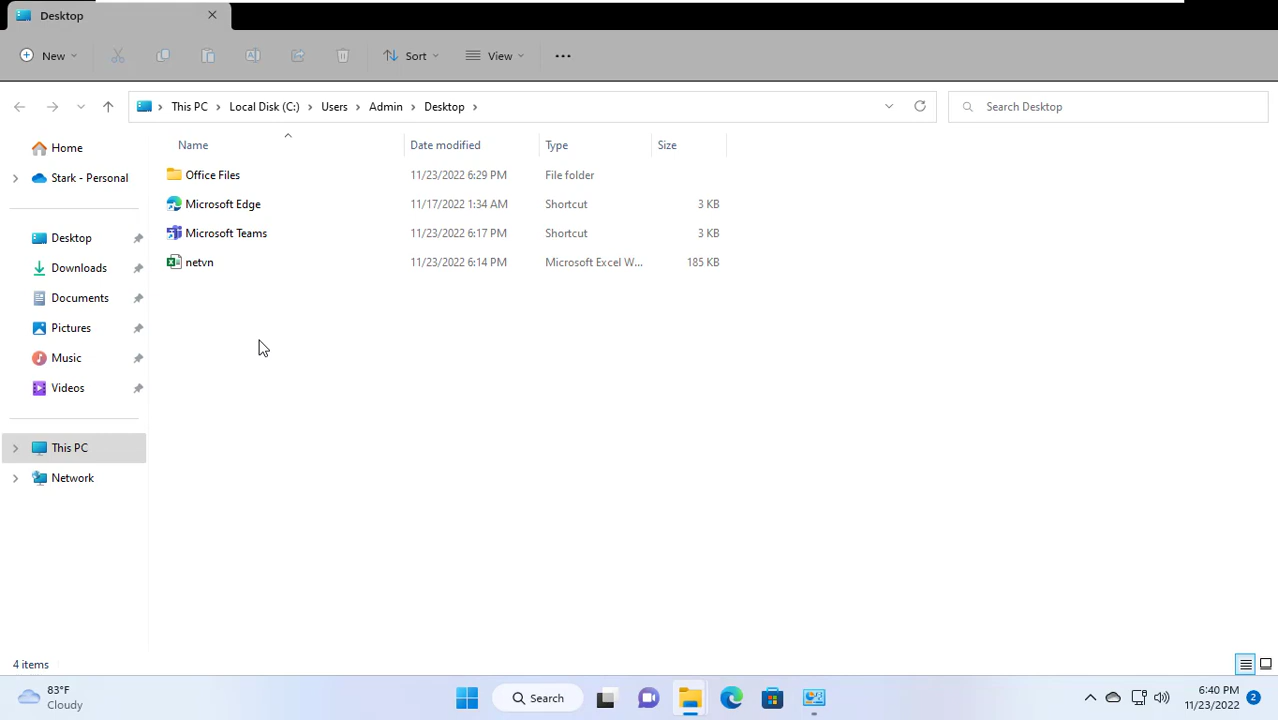 Desktop
New
Sort
View
This PC
Local Disk (C:)
Users
Admin
Desktop
Search Desktop
Home
Stark - Personal
Desktop
Downloads
Documents
Pictures
Music
Videos
This PC
Network
Name Date modified Type Size
Office Files 11/23/2022 6:29 PM File folder
Microsoft Edge 11/17/2022 1:34 AM Shortcut 3 KB
Microsoft Teams 11/23/2022 6:17 PM Shortcut 3 KB
netvn 11/23/2022 6:14 PM Microsoft Excel W... 185 KB
4 items
83°F
Cloudy
Search
6:40 PM
11/23/2022
2